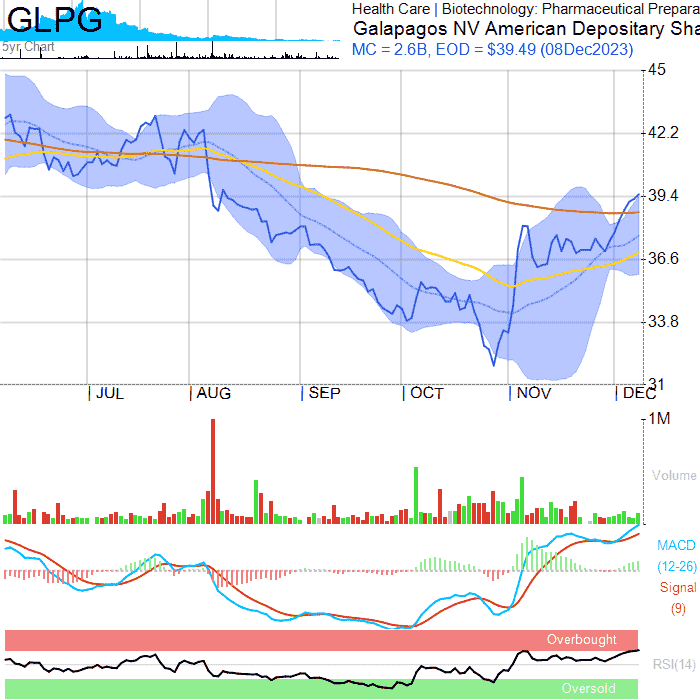 GLPG
5yr. Chart
Health Care | Biotechnology: Pharmaceutical Prepara
Galapagos NV American Depositary Sha
MC = 2.6B, EOD = $39.49 (08Dec2023)
45
42.2
39.4
36.6
33.8
31
JUL AUG SEP OCT NOV DEC
1M
Volume
MACD
(12-26)
Signal
(9)
Overbought
RSI(14)
Oversold